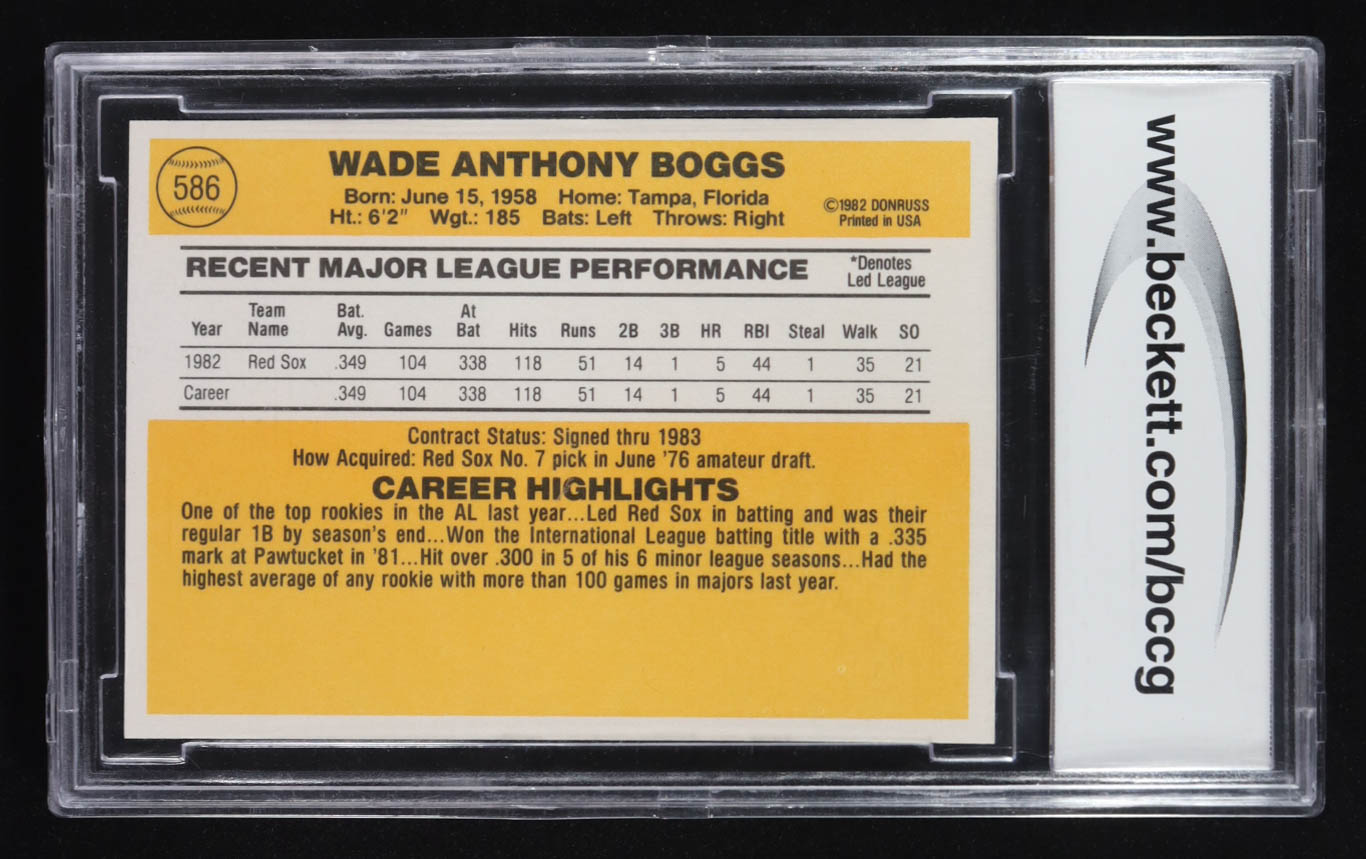 586
WADE ANTHONY BOGGS
Born: June 15, 1958 Home: Tampa, Florida
Ht.: 6'2" Wgt.: 185 Bats: Left Throws: Right
©1982 DONRUSS
Printed in USA
RECENT MAJOR LEAGUE PERFORMANCE
*Denotes
Led League
Year Team Name Bat. Avg. Games At Bat Hits Runs 2B 3B HR RBI Steal Walk SO
1982 Red Sox .349 104 338 118 51 14 1 5 44 1 35 21
Career .349 104 338 118 51 14 1 5 44 1 35 21
Contract Status: Signed thru 1983
How Acquired: Red Sox No. 7 pick in June '76 amateur draft.
CAREER HIGHLIGHTS
One of the top rookies in the AL last year...Led Red Sox in batting and was their
regular 1B by season's end...Won the International League batting title with a .335
mark at Pawtucket in '81...Hit over .300 in 5 of his 6 minor league seasons...Had the
highest average of any rookie with more than 100 games in majors last year.
www.beckett.com/bccg